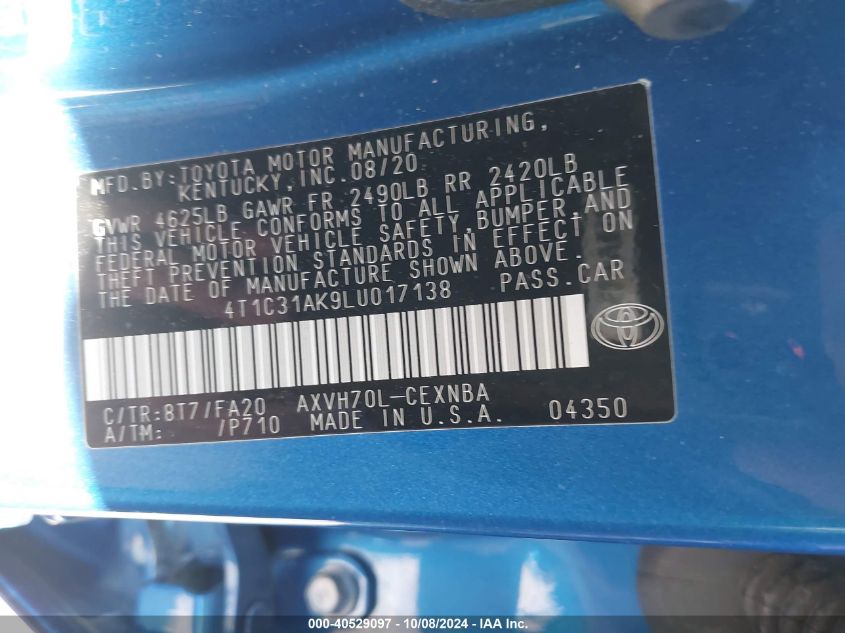 MFD.BY:TOYOTA MOTOR MANUFACTURING,
KENTUCKY,INC.08/20
GVWR 4625LB GAWR FR 2490LB RR 2420LB
THIS VEHICLE CONFORMS TO ALL APPLICABLE
FEDERAL MOTOR VEHICLE SAFETY,BUMPER,AND
THEFT PREVENTION STANDARDS IN EFFECT ON
THE DATE OF MANUFACTURE SHOWN ABOVE.
4T1C31AK9LU017138 PASS.CAR
C/TR:8T7/FA20 AXVH70L-CEXNBA
A/TM: /P710 MADE IN U.S.A. 04350
000-40529097 - 10/08/2024 - IAA Inc.